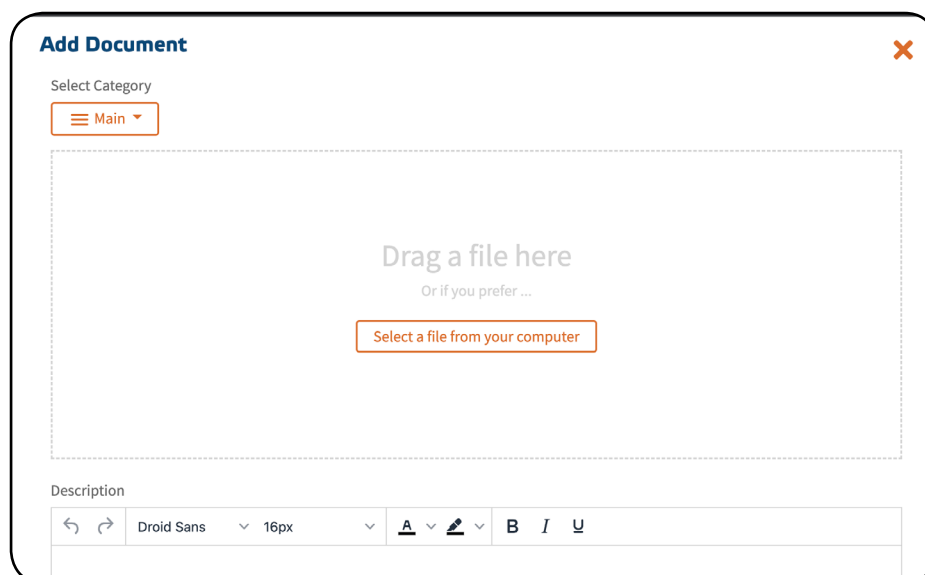 Add Document
Select Category
Main
Drag a file here
Or if you prefer ...
Select a file from your computer
Description
Droid Sans 16px A B I U